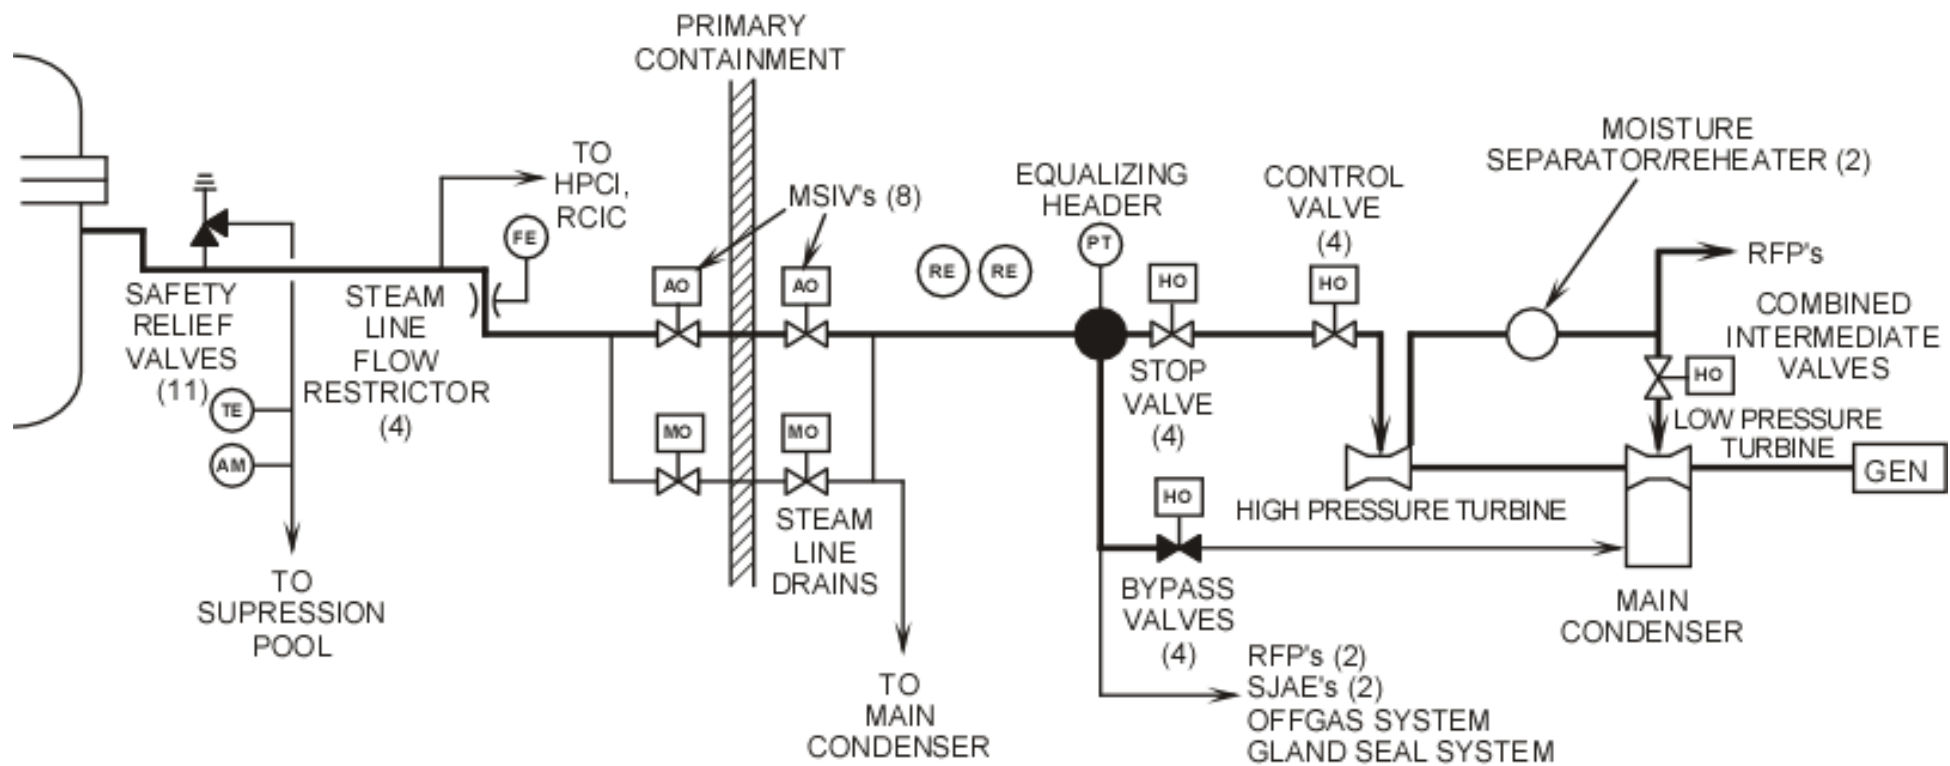 PRIMARY
CONTAINMENT
TO
HPCI,
RCIC
FE
MSIV's (8)
AO
AO
SAFETY
RELIEF
VALVES
(11)
TE
AM
STEAM
LINE
FLOW
RESTRICTOR
(4)
TO
SUPRESSION
POOL
MO
MO
STEAM
LINE
DRAINS
TO
MAIN
CONDENSER
RE
RE
EQUALIZING
HEADER
PT
HO
STOP
VALVE
(4)
CONTROL
VALVE
(4)
HO
MOISTURE
SEPARATOR/REHEATER (2)
RFP's
COMBINED
INTERMEDIATE
VALVES
HO
LOW PRESSURE
TURBINE
GEN
HIGH PRESSURE TURBINE
HO
BYPASS
VALVES
(4)
MAIN
CONDENSER
RFP's (2)
SJAE's (2)
OFFGAS SYSTEM
GLAND SEAL SYSTEM